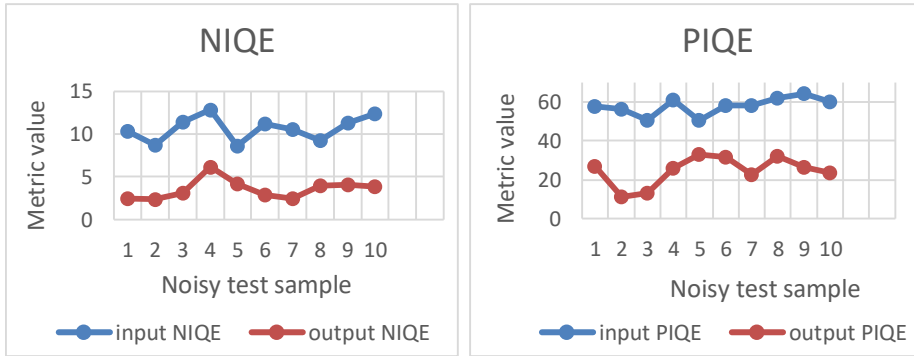 NIQE
15
10
5
0
Metric value
1 2 3 4 5 6 7 8 9 10
Noisy test sample
input NIQE output NIQE
PIQE
60
40
20
0
Metric value
1 2 3 4 5 6 7 8 9 10
Noisy test sample
input PIQE output PIQE